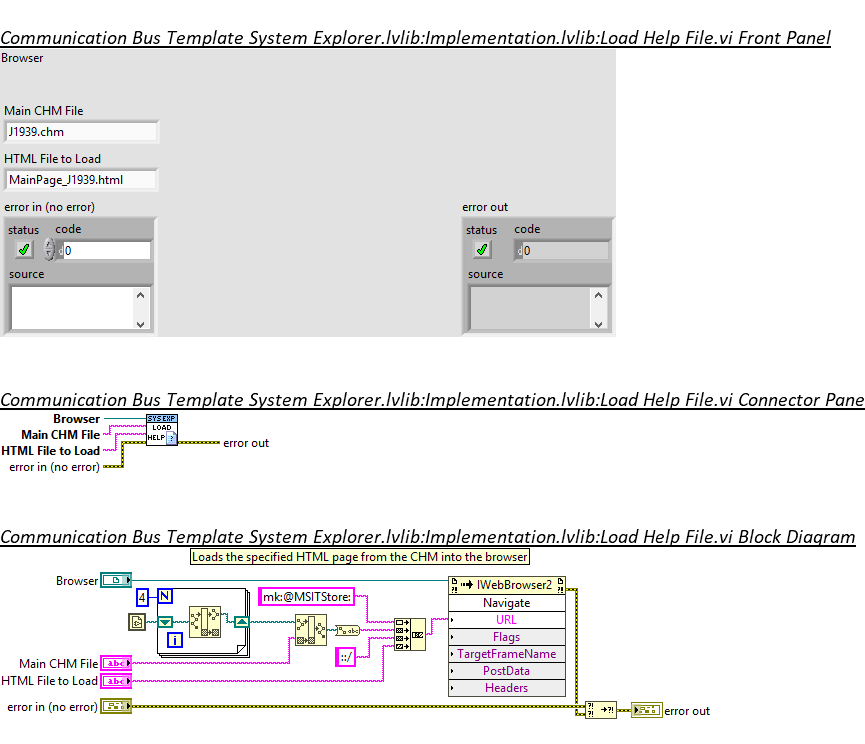 Communication Bus Template System Explorer.lvlib:Implementation.lvlib:Load Help File.vi Front Panel
Browser
Main CHM File
J1939.chm
HTML File to Load
MainPage_J1939.html
error in (no error)
error out
status code
status code
0
0
source
source
Communication Bus Template System Explorer.lvlib:Implementation.lvlib:Load Help File.vi Connector Pane
Browser
Main CHM File
HTML File to Load
error in (no error)
SYS EXP
LOAD
HELP ?
error out
Communication Bus Template System Explorer.lvlib:Implementation.lvlib:Load Help File.vi Block Diagram
Loads the specified HTML page from the CHM into the browser
Browser
4 N
i
mk:@MSITStore:
::/
abc
IWebBrowser2
Navigate
URL
Flags
TargetFrameName
PostData
Headers
Main CHM File abc
HTML File to Load abc
error in (no error)
?! ?! →?!
error out